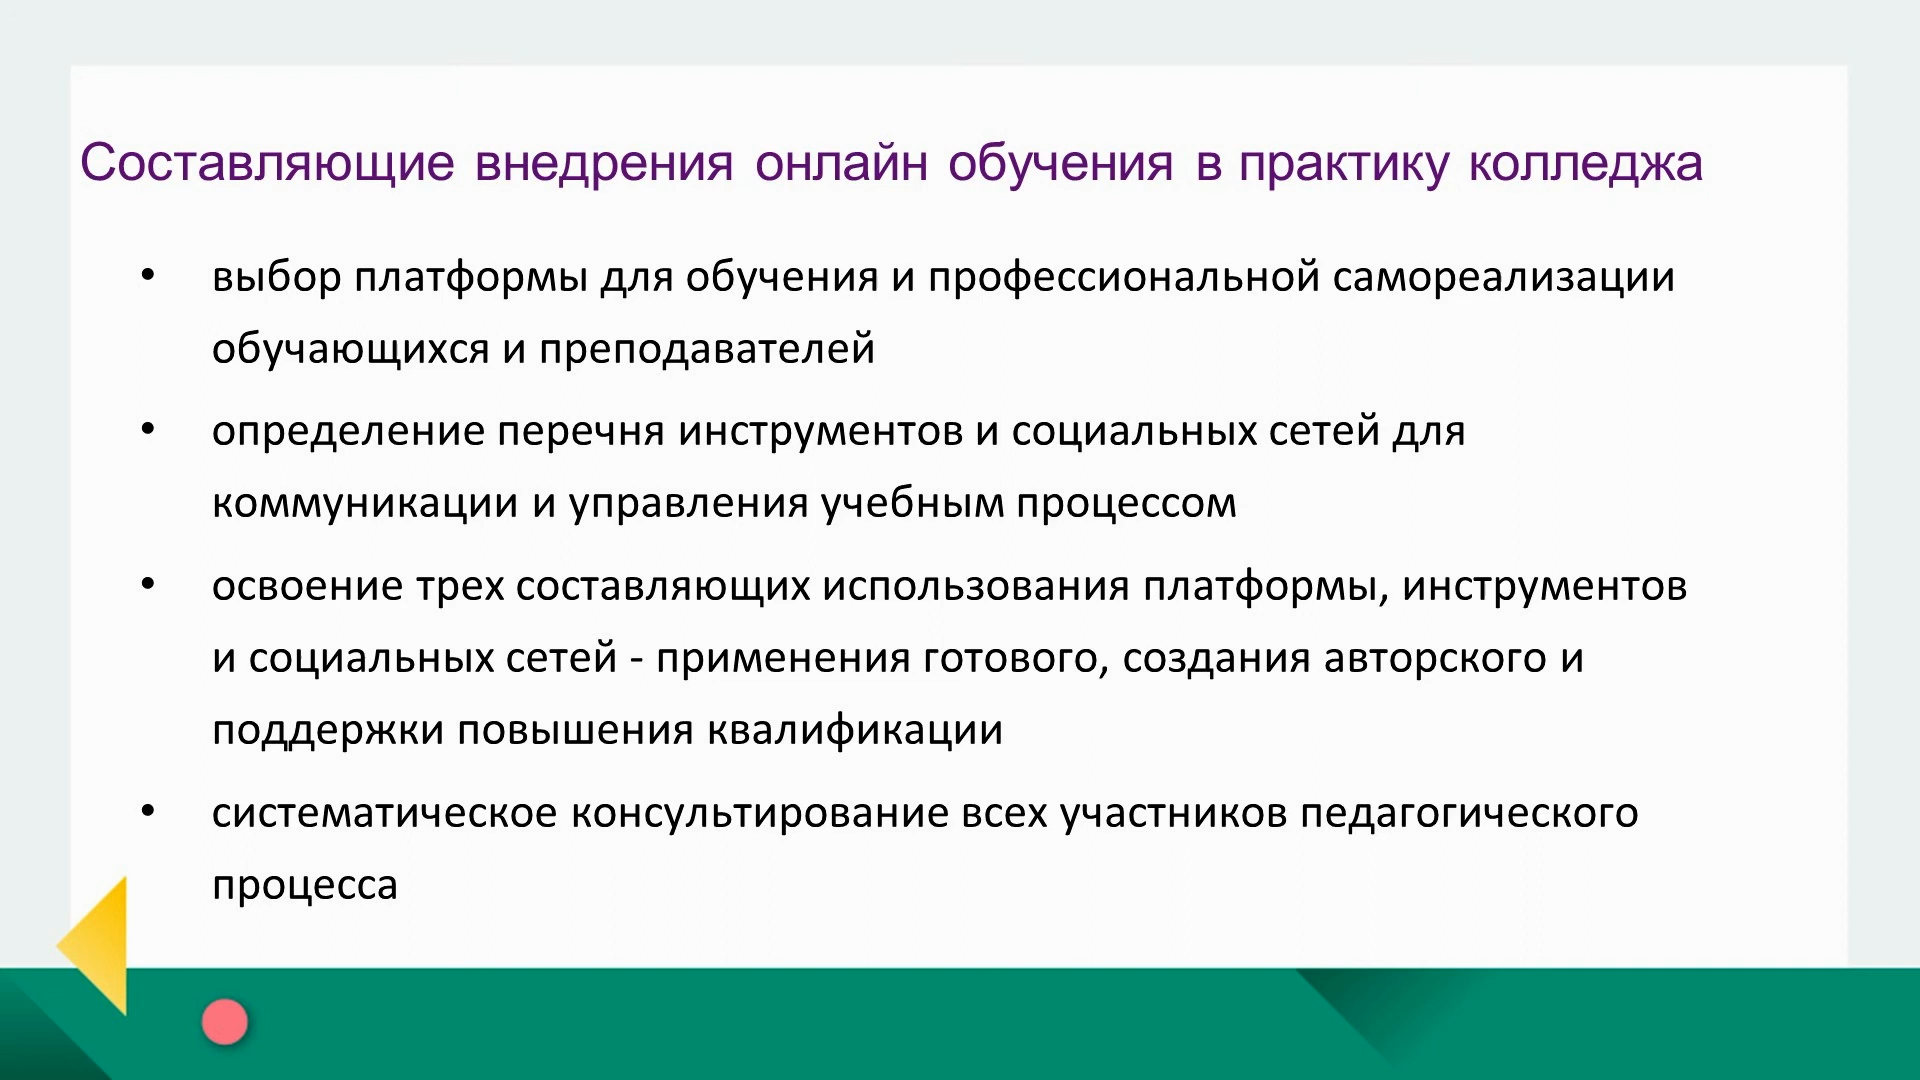 Составляющие внедрения онлайн обучения в практику колледжа
• выбор платформы для обучения и профессиональной самореализации
обучающихся и преподавателей
• определение перечня инструментов и социальных сетей для
коммуникации и управления учебным процессом
• освоение трех составляющих использования платформы, инструментов
и социальных сетей - применения готового, создания авторского и
поддержки повышения квалификации
• систематическое консультирование всех участников педагогического
процесса